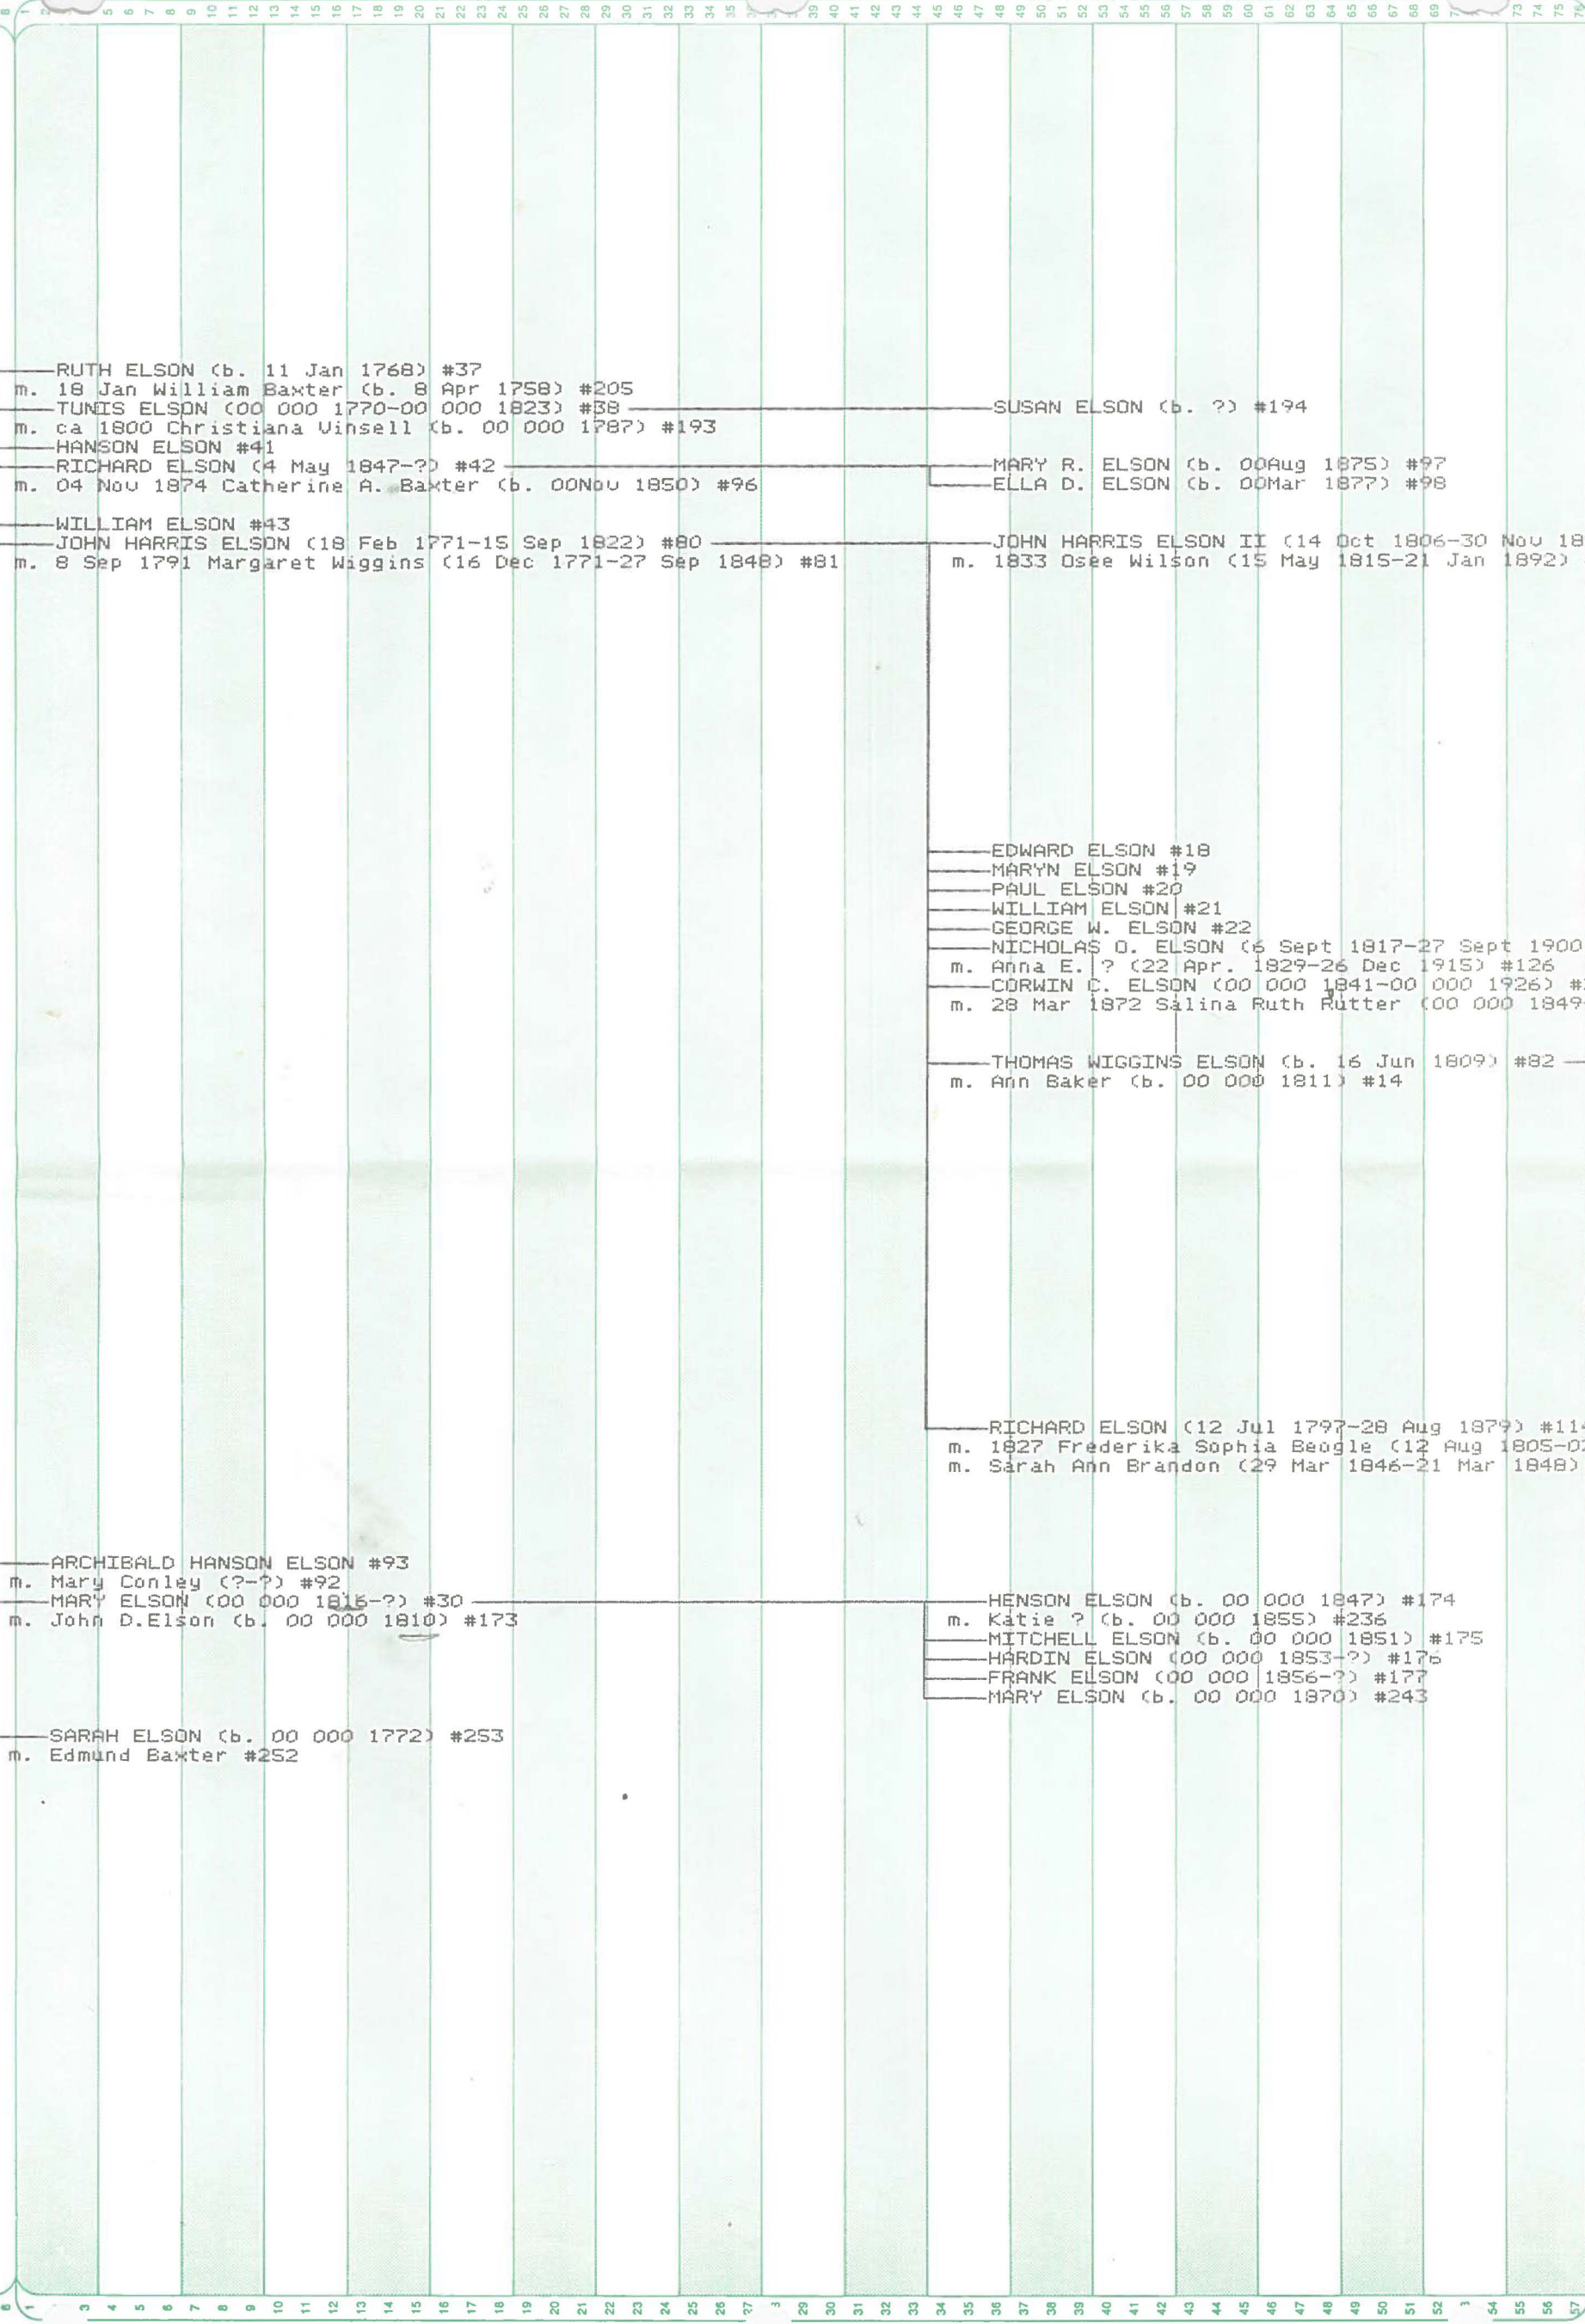 RUTH ELSON (b. 11 Jan 1768) #37
m. 18 Jan William Baxter (b. 8 Apr 1758) #205
TUNIS ELSON (00 000 1770-00 000 1823) #38
m. ca 1800 Christiana Vinsell (b. 00 000 1787) #193
HANSON ELSON #41
RICHARD ELSON (4 May 1847-?) #42
m. 04 Nov 1874 Catherine A. Baxter (b. 00Nov 1850) #96
WILLIAM ELSON #43
JOHN HARRIS ELSON (18 Feb 1771-15 Sep 1822) #80
m. 8 Sep 1791 Margaret Wiggins (16 Dec 1771-27 Sep 1848) #81
ARCHIBALD HANSON ELSON #93
m. Mary Conley (?-?) #92
MARY ELSON (00 000 1816-?) #30
m. John D.Elson (b. 00 000 1810) #173
SARAH ELSON (b. 00 000 1772) #253
m. Edmund Baxter #252
SUSAN ELSON (b. ?) #194
MARY R. ELSON (b. 00Aug 1875) #97
ELLA D. ELSON (b. 00Mar 1877) #98
JOHN HARRIS ELSON II (14 Oct 1806-30 Nov 18
m. 1833 Osee Wilson (15 May 1815-21 Jan 1892)
EDWARD ELSON #18
MARYN ELSON #19
PAUL ELSON #20
WILLIAM ELSON #21
GEORGE W. ELSON #22
NICHOLAS O. ELSON (6 Sept 1817-27 Sept 1900
m. Anna E. ? (22 Apr. 1829-26 Dec 1915) #126
CORWIN C. ELSON (00 000 1841-00 000 1926) #
m. 28 Mar 1872 Salina Ruth Rutter (00 000 1849
THOMAS WIGGINS ELSON (b. 16 Jun 1809) #82
m. Ann Baker (b. 00 000 1811) #14
RICHARD ELSON (12 Jul 1797-28 Aug 1879) #114
m. 1827 Frederika Sophia Beogle (12 Aug 1805-0
m. Sarah Ann Brandon (29 Mar 1846-21 Mar 1848)
HENSON ELSON (b. 00 000 1847) #174
m. Katie ? (b. 00 000 1855) #236
MITCHELL ELSON (b. 00 000 1851) #175
HARDIN ELSON (00 000 1853-?) #176
FRANK ELSON (00 000 1856-?) #177
MARY ELSON (b. 00 000 1870) #243